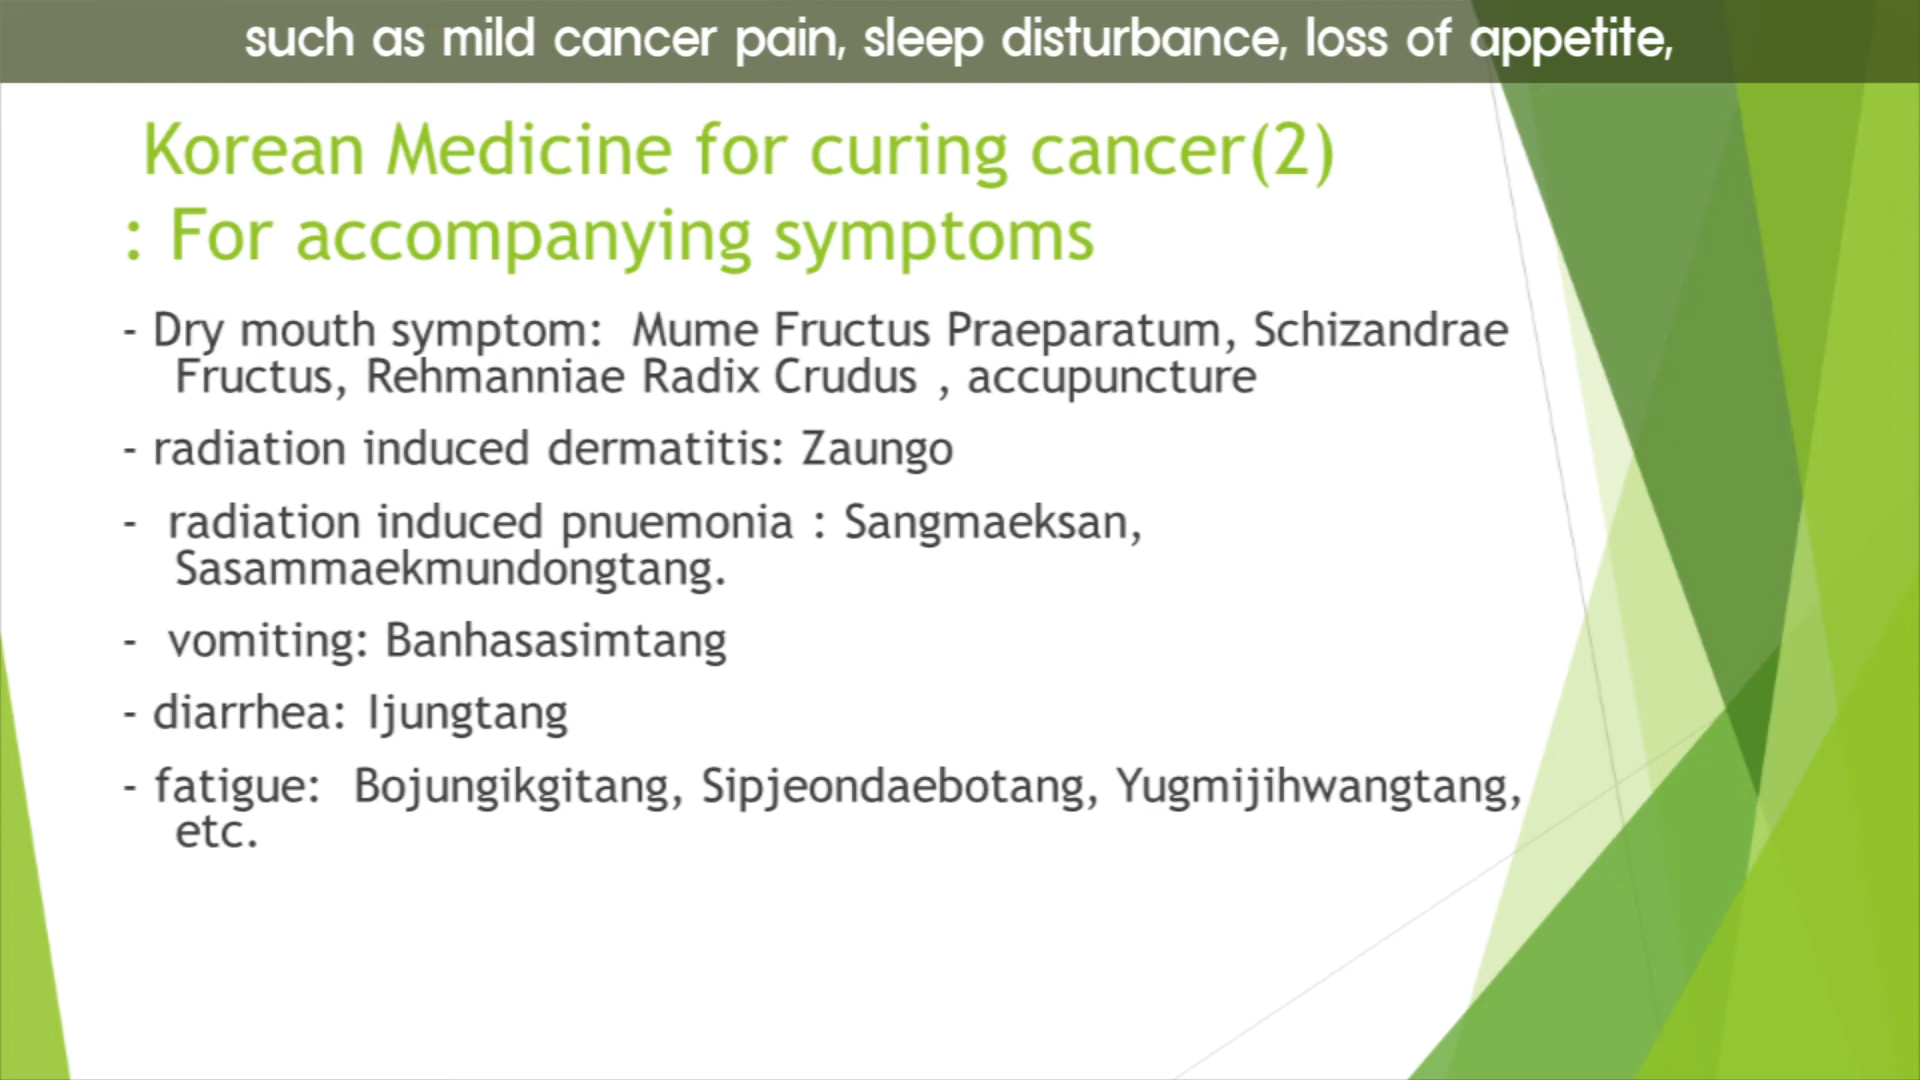 such as mild cancer pain, sleep disturbance, loss of appetite,
Korean Medicine for curing cancer(2)
: For accompanying symptoms
- Dry mouth symptom: Mume Fructus Praeparatum, Schizandrae
Fructus, Rehmanniae Radix Crudus , accupuncture
- radiation induced dermatitis: Zaungo
- radiation induced pnuemonia : Sangmaeksan,
Sasammaekmundongtang.
- vomiting: Banhasasimtang
- diarrhea: Ijungtang
- fatigue: Bojungikgitang, Sipjeondaebotang, Yugmijihwangtang,
etc.